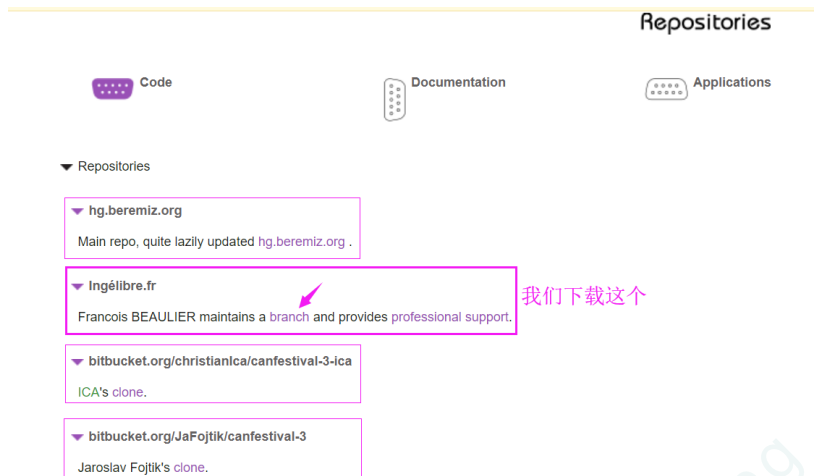 Repositories
Code
Documentation
Applications
Repositories
hg.beremiz.org
Main repo, quite lazily updated hg.beremiz.org .
Ingélibre.fr
Francois BEAULIER maintains a branch and provides professional support.
我们下载这个
bitbucket.org/christianIca/canfestival-3-ica
ICA's clone.
bitbucket.org/JaFojtik/canfestival-3
Jaroslav Fojtik's clone.